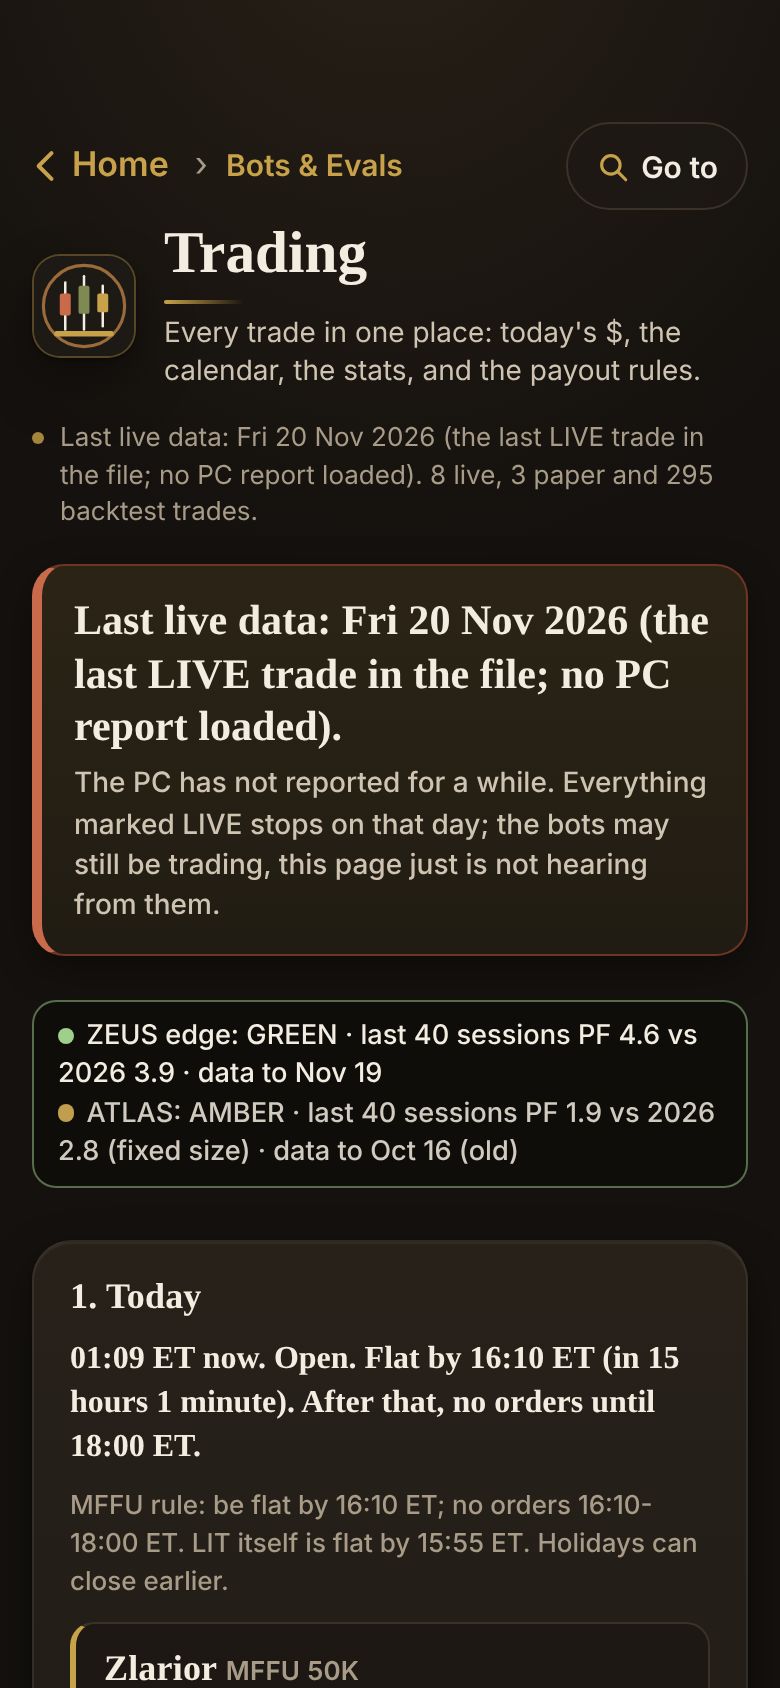 Home › Bots & Evals
Go to
Trading
Every trade in one place: today's $, the
calendar, the stats, and the payout rules.
Last live data: Fri 20 Nov 2026 (the last LIVE trade in
the file; no PC report loaded). 8 live, 3 paper and 295
backtest trades.
Last live data: Fri 20 Nov 2026 (the
last LIVE trade in the file; no PC
report loaded).
The PC has not reported for a while. Everything
marked LIVE stops on that day; the bots may
still be trading, this page just is not hearing
from them.
ZEUS edge: GREEN · last 40 sessions PF 4.6 vs
2026 3.9 · data to Nov 19
ATLAS: AMBER · last 40 sessions PF 1.9 vs 2026
2.8 (fixed size) · data to Oct 16 (old)
1. Today
01:09 ET now. Open. Flat by 16:10 ET (in 15
hours 1 minute). After that, no orders until
18:00 ET.
MFFU rule: be flat by 16:10 ET; no orders 16:10-
18:00 ET. LIT itself is flat by 15:55 ET. Holidays can
close earlier.
Zlarior MFFU 50K